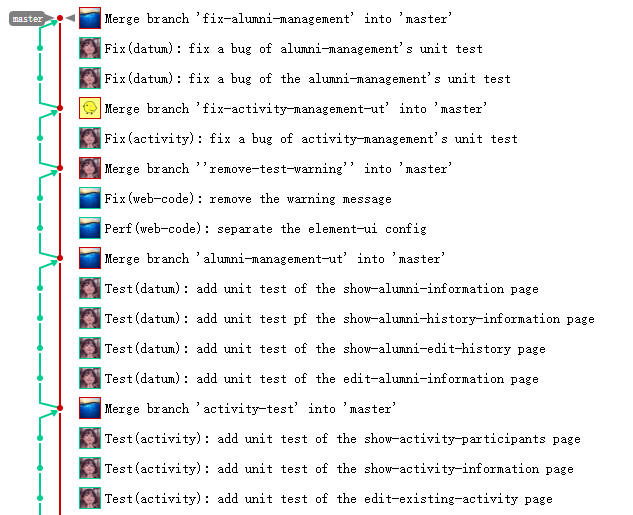 master
Merge branch 'fix-alumni-management' into 'master'
Fix(datum): fix a bug of alumni-management's unit test
Fix(datum): fix a bug of the alumni-management's unit test
Merge branch 'fix-activity-management-ut' into 'master'
Fix(activity): fix a bug of activity-management's unit test
Merge branch ''remove-test-warning'' into 'master'
Fix(web-code): remove the warning message
Perf(web-code): separate the element-ui config
Merge branch 'alumni-management-ut' into 'master'
Test(datum): add unit test of the show-alumni-information page
Test(datum): add unit test pf the show-alumni-history-information page
Test(datum): add unit test of the show-alumni-edit-history page
Test(datum): add unit test of the edit-alumni-information page
Merge branch 'activity-test' into 'master'
Test(activity): add unit test of the show-activity-participants page
Test(activity): add unit test of the show-activity-information page
Test(activity): add unit test of the edit-existing-activity page